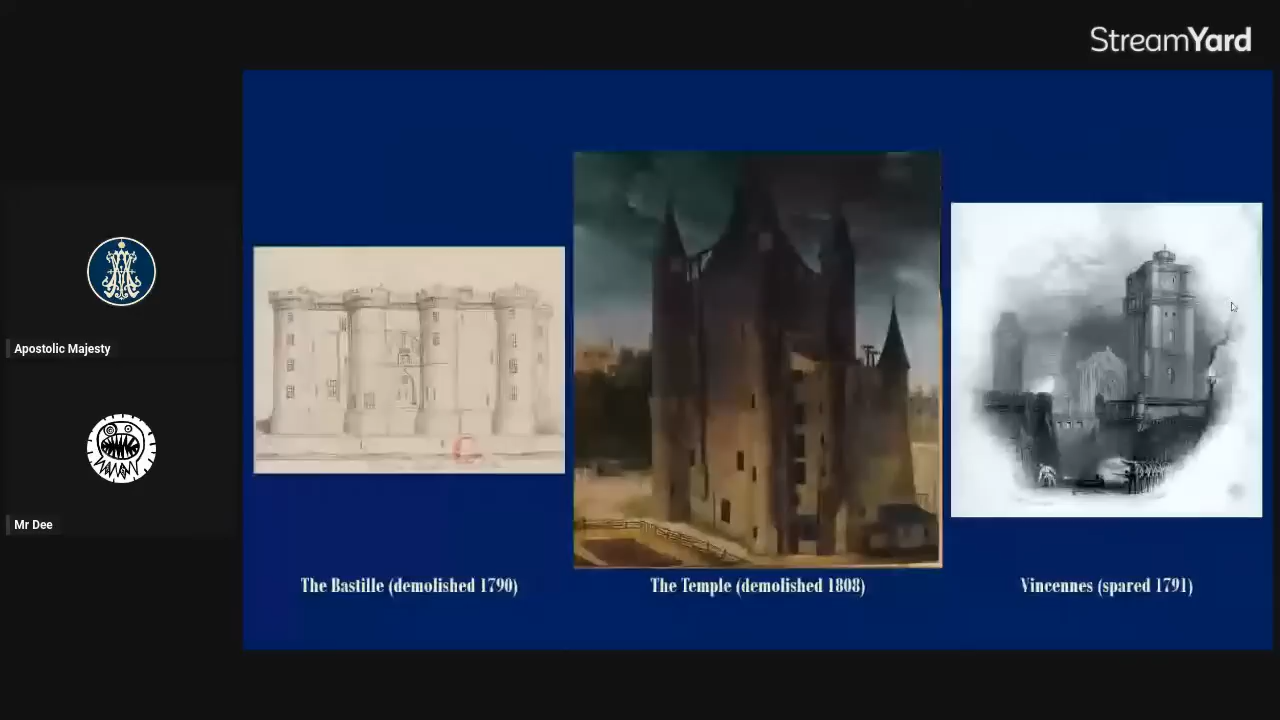 StreamYard
Apostolic Majesty
Mr Dee
The Bastille (demolished 1790)
The Temple (demolished 1808)
Vincennes (spared 1791)